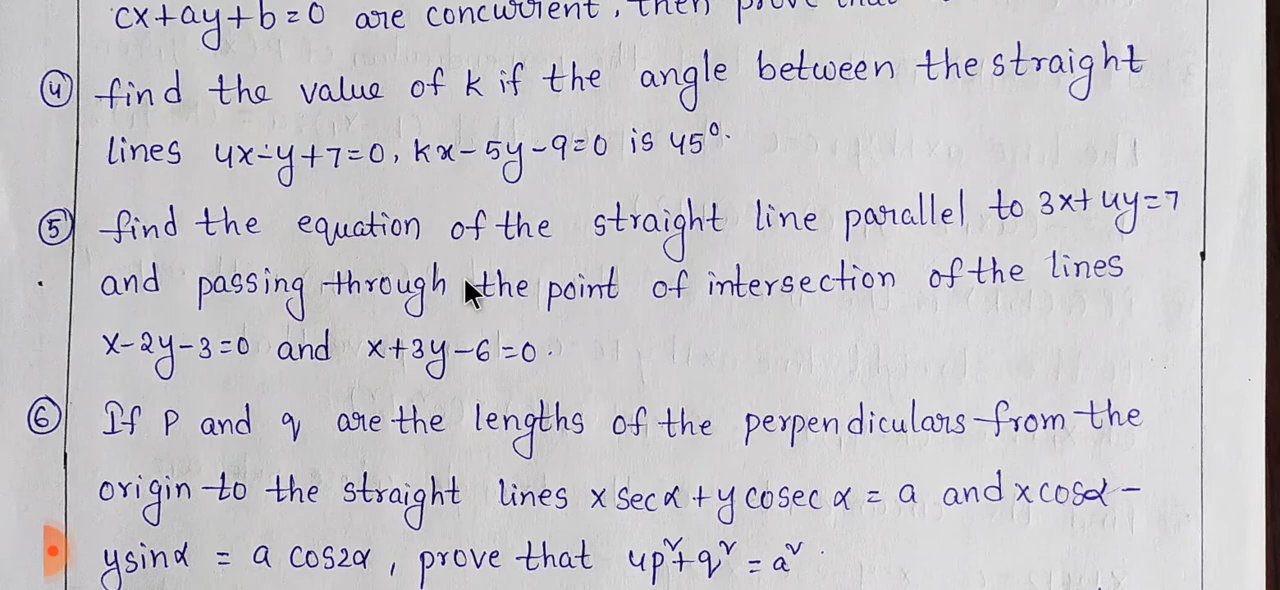 cx+ay+b=0 are concurrent, then prove that
④ find the value of k if the angle between the straight
lines 4x-y+7=0, kx-5y-9=0 is 45°.
⑤ find the equation of the straight line parallel to 3x+4y=7
and passing through the point of intersection of the lines
x-2y-3=0 and x+3y-6=0.
⑥ If P and q are the lengths of the perpendiculars from the
origin to the straight lines x sec α + y cosec α = a and x cosα -
y sinα = a cos2α, prove that 4p²+q² = a².